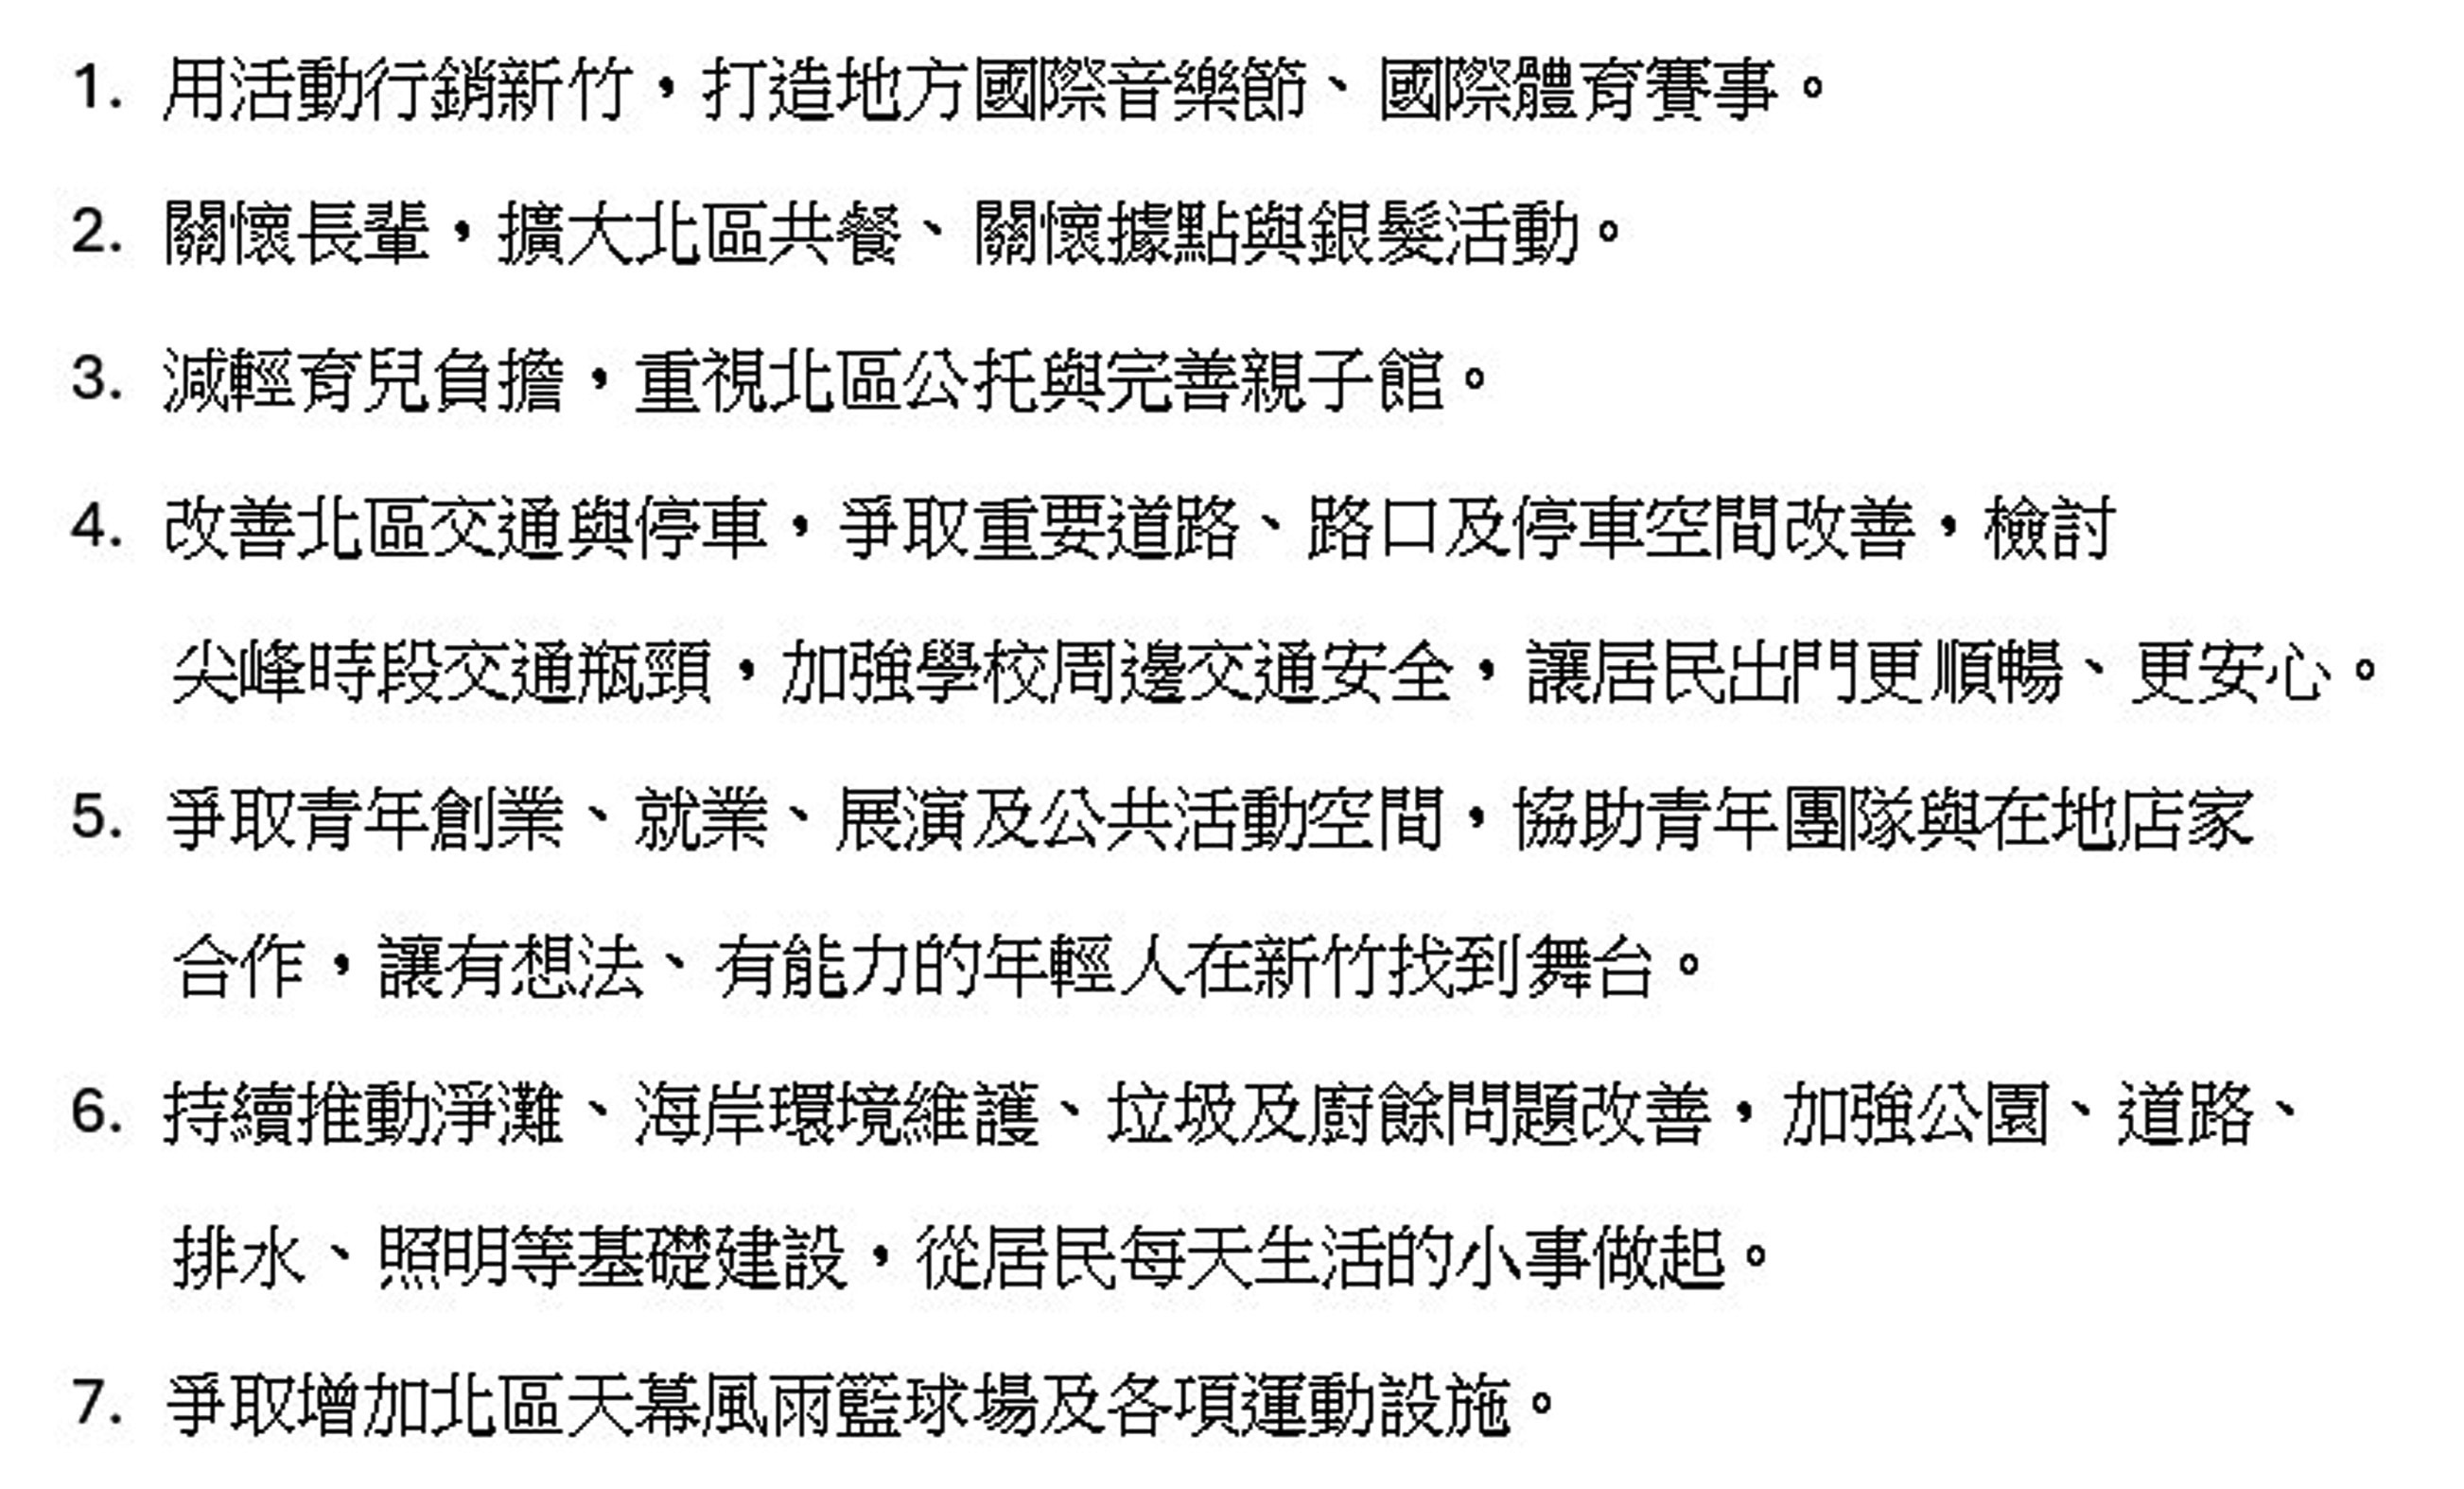 1. 用活動行銷新竹，打造地方國際音樂節、國際體育賽事。
2. 關懷長輩，擴大北區共餐、關懷據點與銀髮活動。
3. 減輕育兒負擔，重視北區公托與完善親子館。
4. 改善北區交通與停車，爭取重要道路、路口及停車空間改善，檢討
尖峰時段交通瓶頸，加強學校周邊交通安全，讓居民出門更順暢、更安心。
5. 爭取青年創業、就業、展演及公共活動空間，協助青年團隊與在地店家
合作，讓有想法、有能力的年輕人在新竹找到舞台。
6. 持續推動淨灘、海岸環境維護、垃圾及廚餘問題改善，加強公園、道路、
排水、照明等基礎建設，從居民每天生活的小事做起。
7. 爭取增加北區天幕風雨籃球場及各項運動設施。